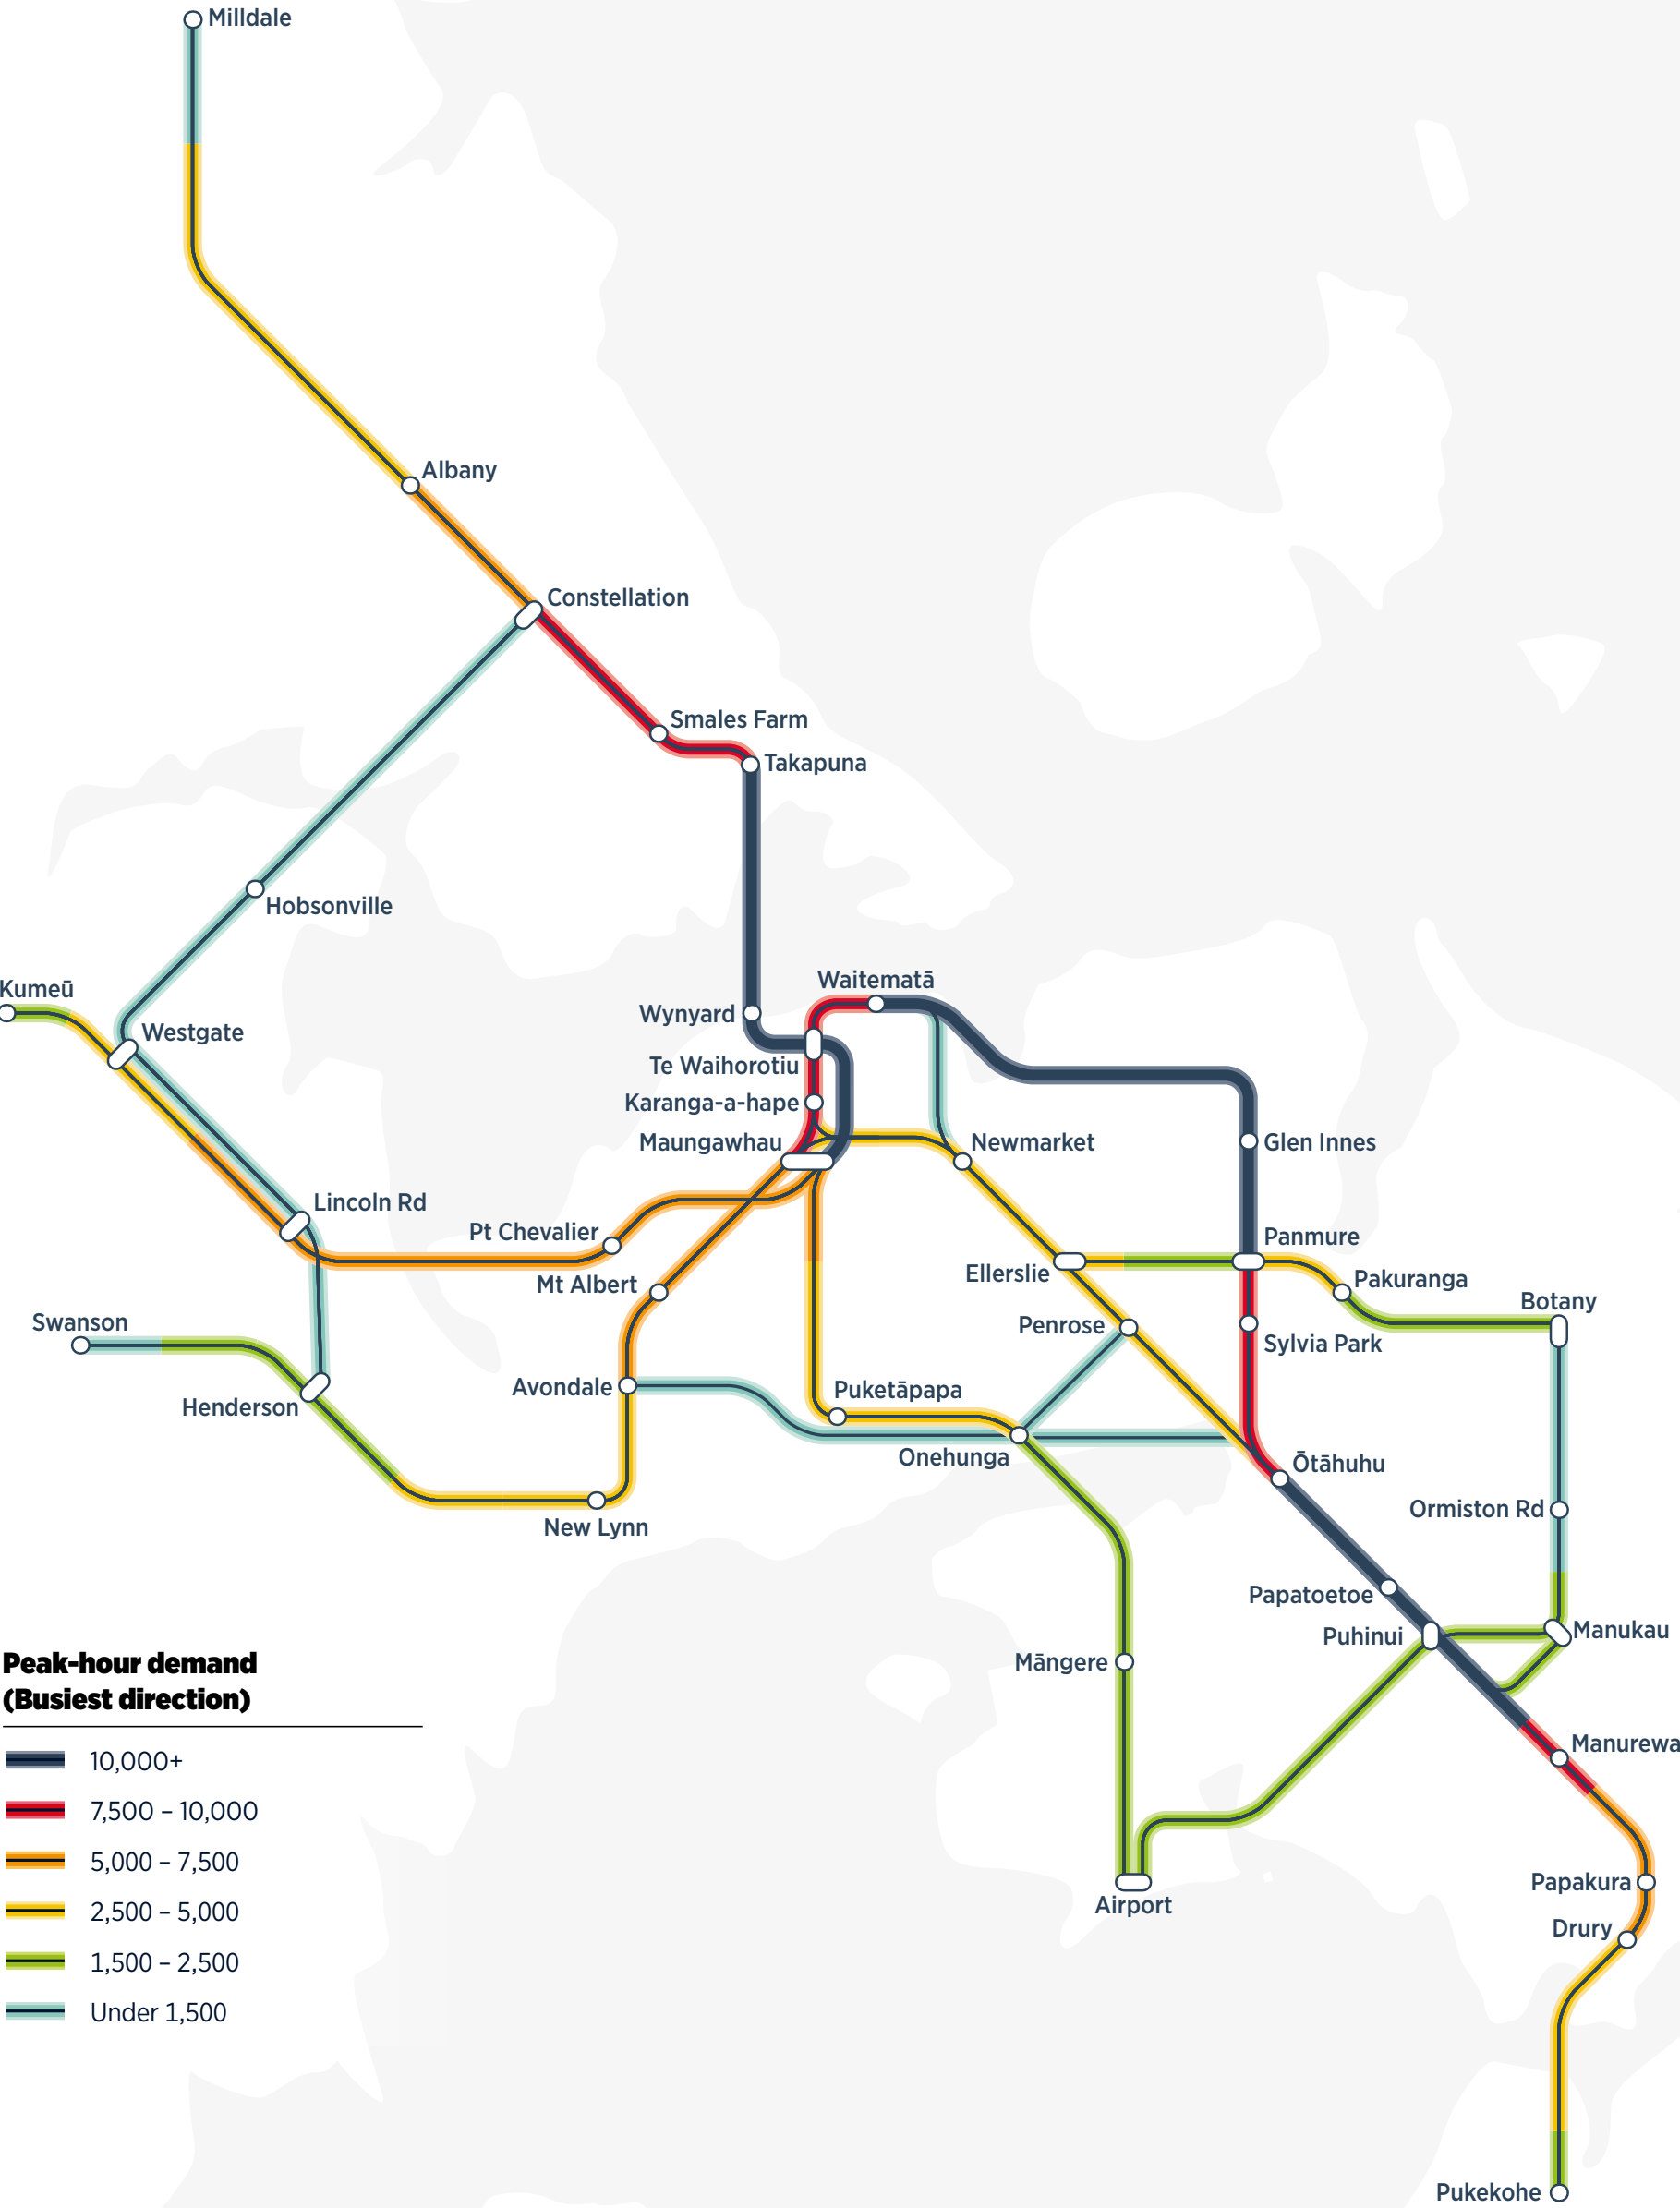 Milldale
Albany
Constellation
Smales Farm
Takapuna
Hobsonville
Waitematā
Kumeū
Wynyard
Westgate
Te Waihorotiu
Karanga-a-hape
Maungawhau
Newmarket
Glen Innes
Lincoln Rd
Pt Chevalier
Panmure
Ellerslie
Pakuranga
Mt Albert
Botany
Swanson
Penrose
Sylvia Park
Avondale
Puketāpapa
Henderson
Onehunga
Ōtāhuhu
Ormiston Rd
New Lynn
Papatoetoe
Puhinui
Manukau
Māngere
Peak-hour demand
(Busiest direction)
Manurewa
10,000+
7,500 – 10,000
5,000 – 7,500
Papakura
Airport
2,500 – 5,000
Drury
1,500 – 2,500
Under 1,500
Pukekohe